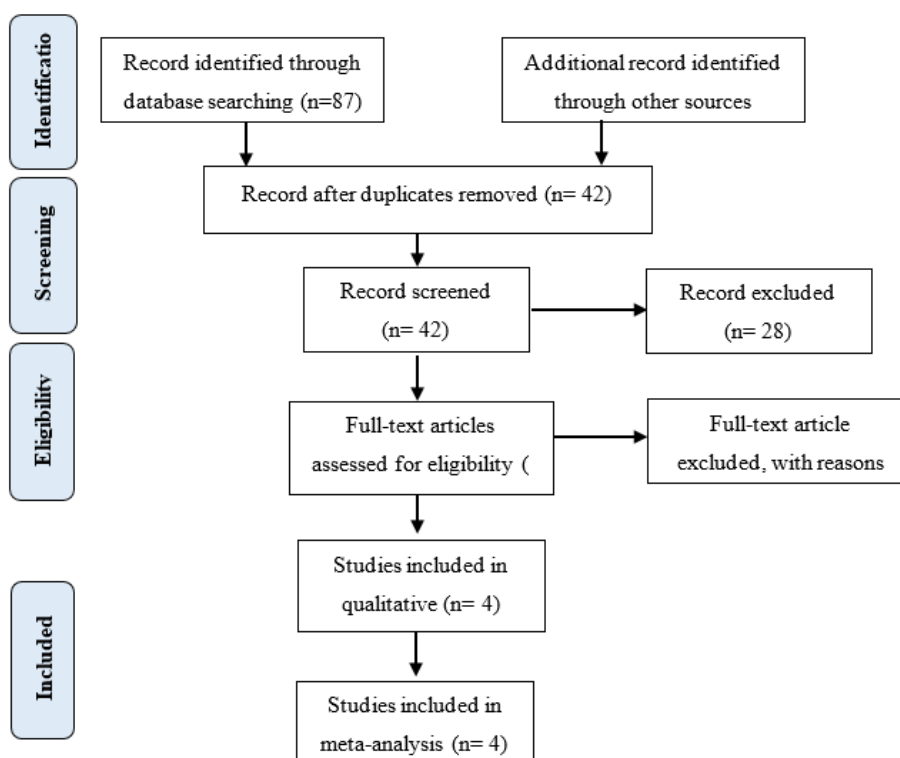 Identificatio
Record identified through
database searching (n=87)
Additional record identified
through other sources
Record after duplicates removed (n= 42)
Screening
Record screened
(n= 42)
Record excluded
(n= 28)
Eligibility
Full-text articles
assessed for eligibility (
Full-text article
excluded, with reasons
Studies included in
qualitative (n= 4)
Included
Studies included in
meta-analysis (n= 4)